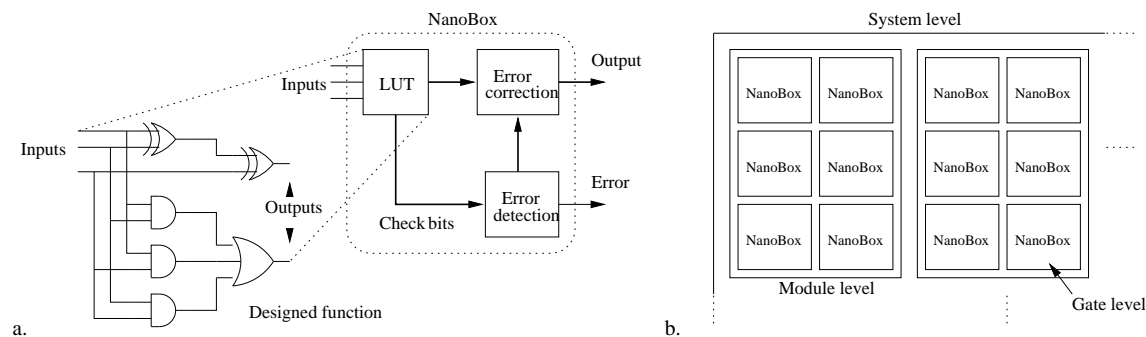 NanoBox
Inputs
LUT
Error
correction
Output
Error
detection
Error
Check bits
Inputs
Outputs
Designed function
a.
System level
NanoBox
NanoBox
NanoBox
NanoBox
NanoBox
NanoBox
NanoBox
NanoBox
NanoBox
NanoBox
NanoBox
NanoBox
Module level
Gate level
b.